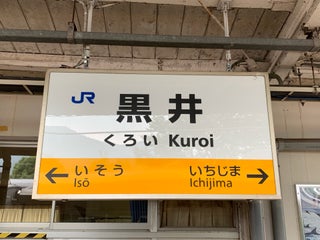 JR 黒井
くろい Kuroi
← いそう いちじま →
Isō Ichijima